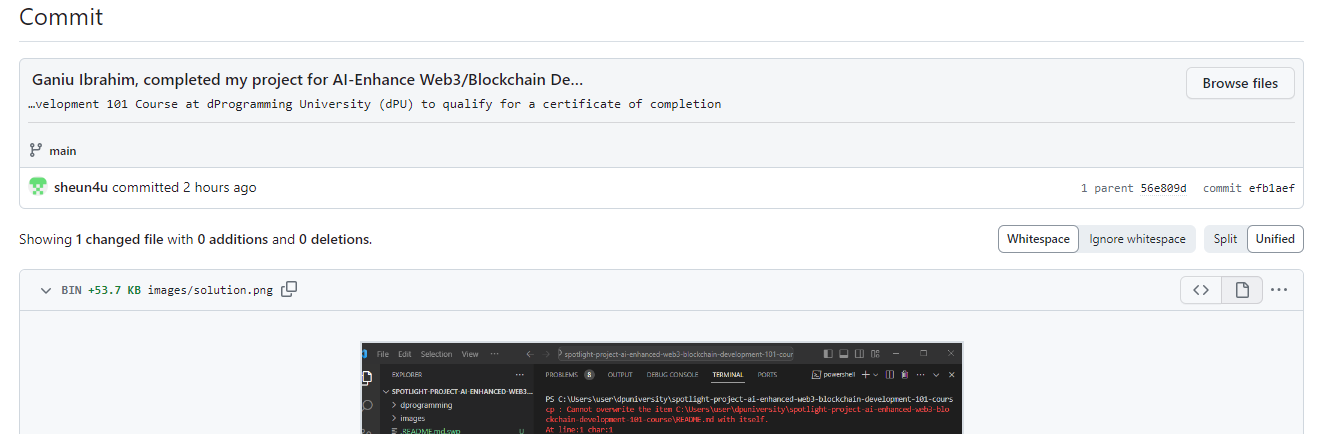 Commit
Ganiu Ibrahim, completed my project for AI-Enhance Web3/Blockchain De...
Browse files
...velopment 101 Course at dProgramming University (dPU) to qualify for a certificate of completion
main
sheun4u committed 2 hours ago
1 parent 56e809d commit efb1aef
Showing 1 changed file with 0 additions and 0 deletions.
Whitespace Ignore whitespace Split Unified
BIN +53.7 KB images/solution.png
File Edit Selection View ... spotlight-project-ai-enhanced-web3-blockchain-development-101-cour
EXPLORER ... PROBLEMS 8 OUTPUT DEBUG CONSOLE TERMINAL PORTS powershell
SPOTLIGHT-PROJECT-AI-ENHANCED-WEB3...
dprogramming
images
.README.md.swp U
PS C:\Users\user\dpuniversity\spotlight-project-ai-enhanced-web3-blockchain-development-101-cours
cp : Cannot overwrite the item C:\Users\user\dpuniversity\spotlight-project-ai-enhanced-web3-blo
ckchain-development-101-course\README.md with itself.
At line:1 char:1